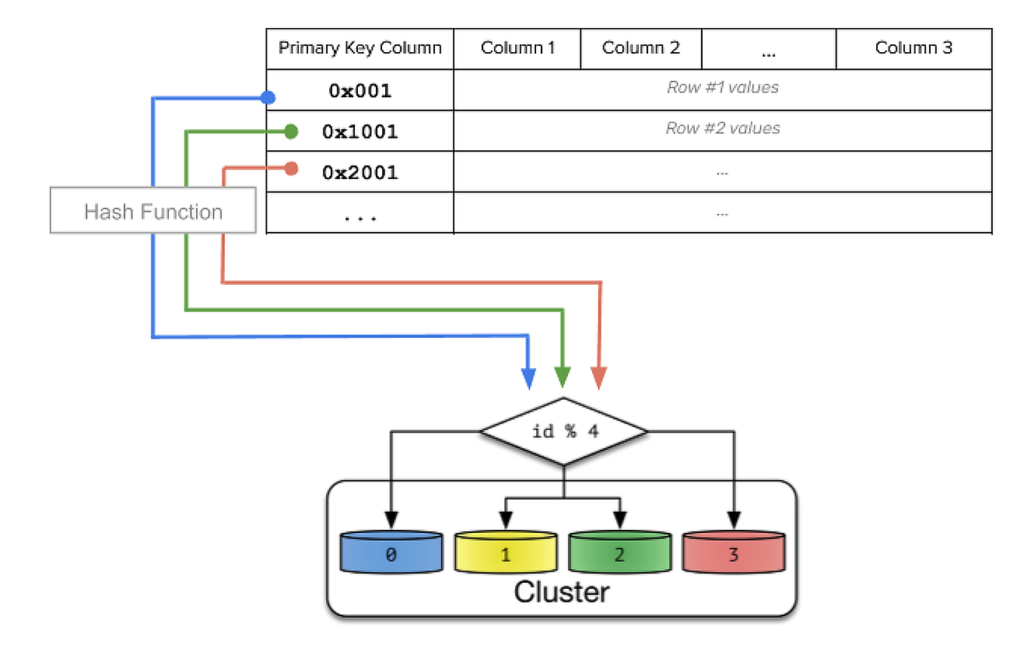 Primary Key Column Column 1 Column 2 ... Column 3
0x001 Row #1 values
0x1001 Row #2 values
0x2001 ...
... ...
Hash Function
id % 4
0 1 2 3
Cluster